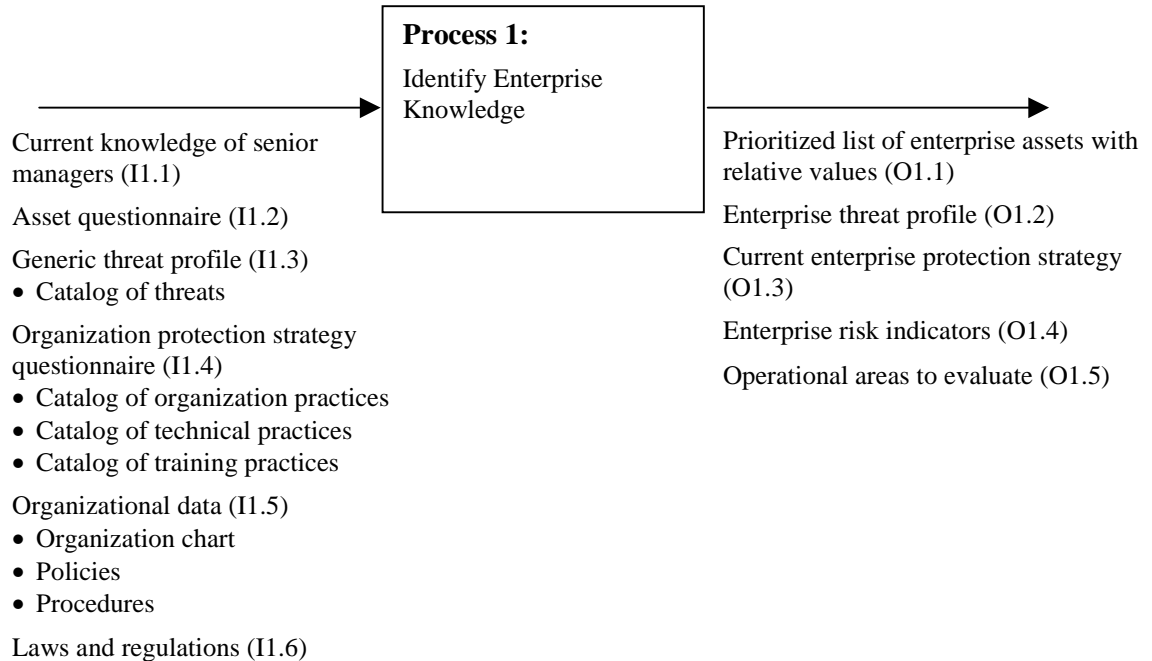 Process 1:
Identify Enterprise
Knowledge
Current knowledge of senior
managers (I1.1)
Asset questionnaire (I1.2)
Generic threat profile (I1.3)
• Catalog of threats
Organization protection strategy
questionnaire (I1.4)
• Catalog of organization practices
• Catalog of technical practices
• Catalog of training practices
Organizational data (I1.5)
• Organization chart
• Policies
• Procedures
Laws and regulations (I1.6)
Prioritized list of enterprise assets with
relative values (O1.1)
Enterprise threat profile (O1.2)
Current enterprise protection strategy
(O1.3)
Enterprise risk indicators (O1.4)
Operational areas to evaluate (O1.5)